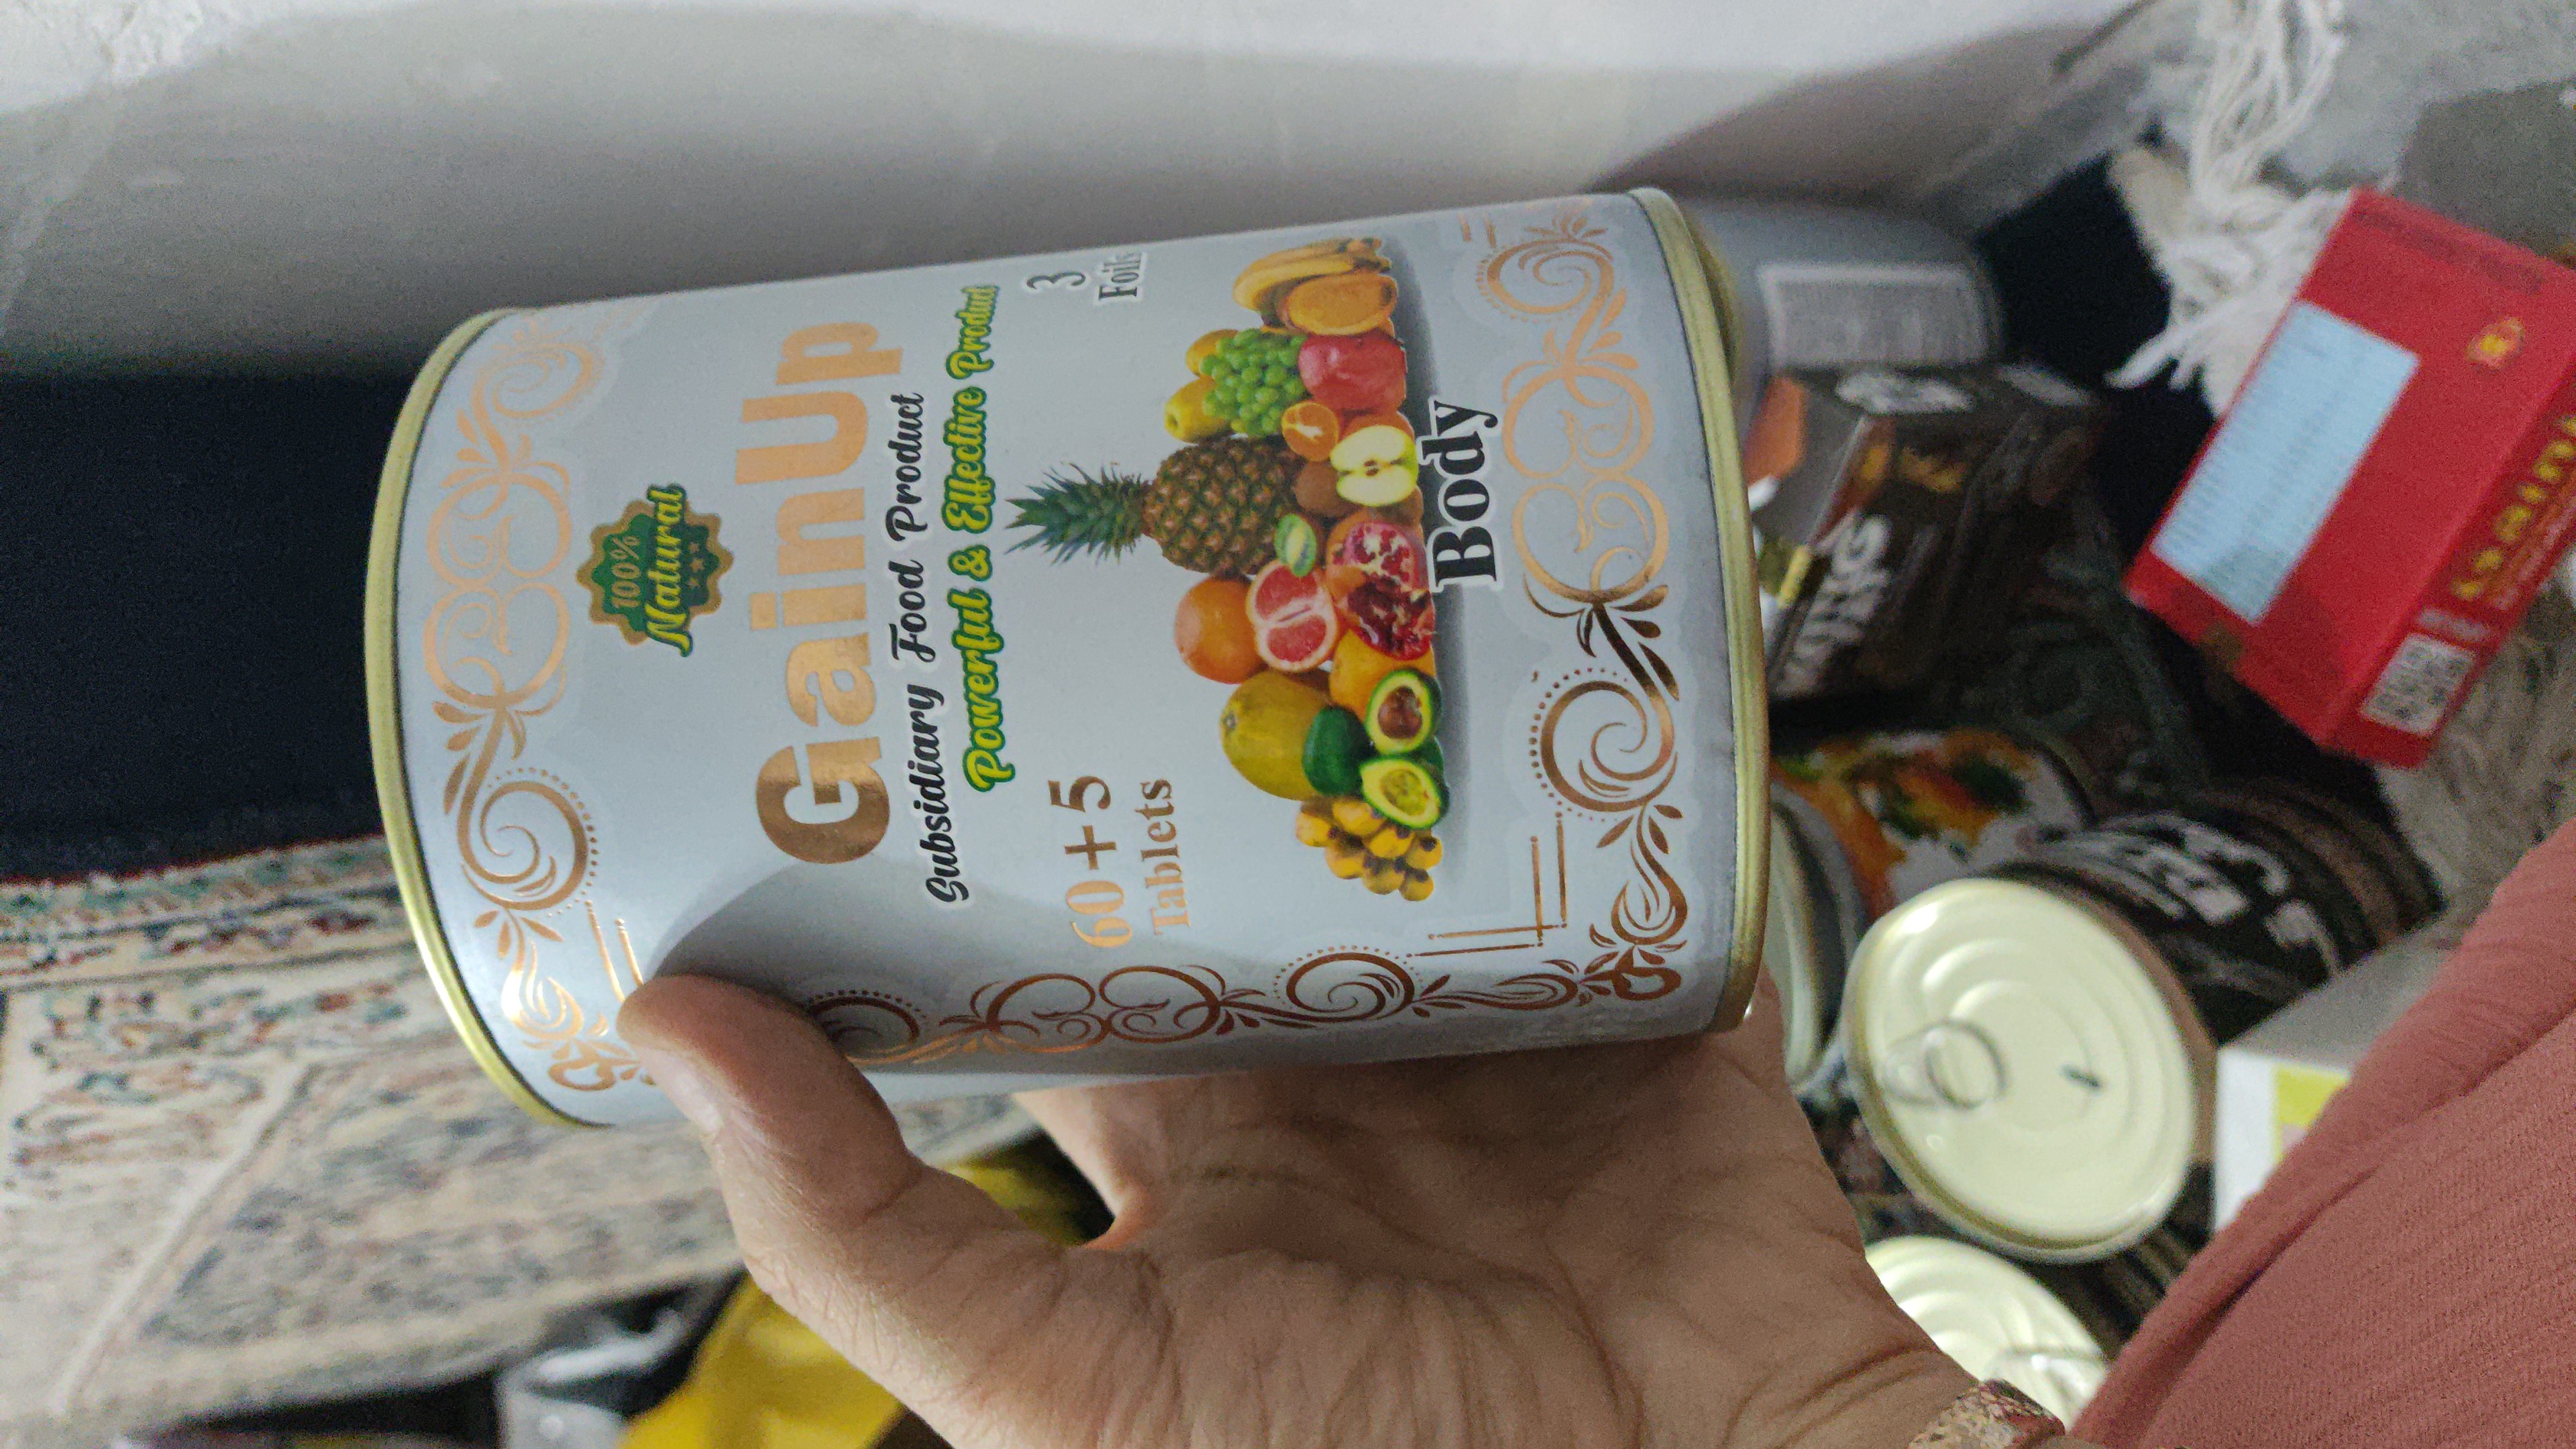 100%
Natural
GainUp
Subsidiary Food Product
Powerful & Effective Product
60+5
Tablets
3
Foils
Body